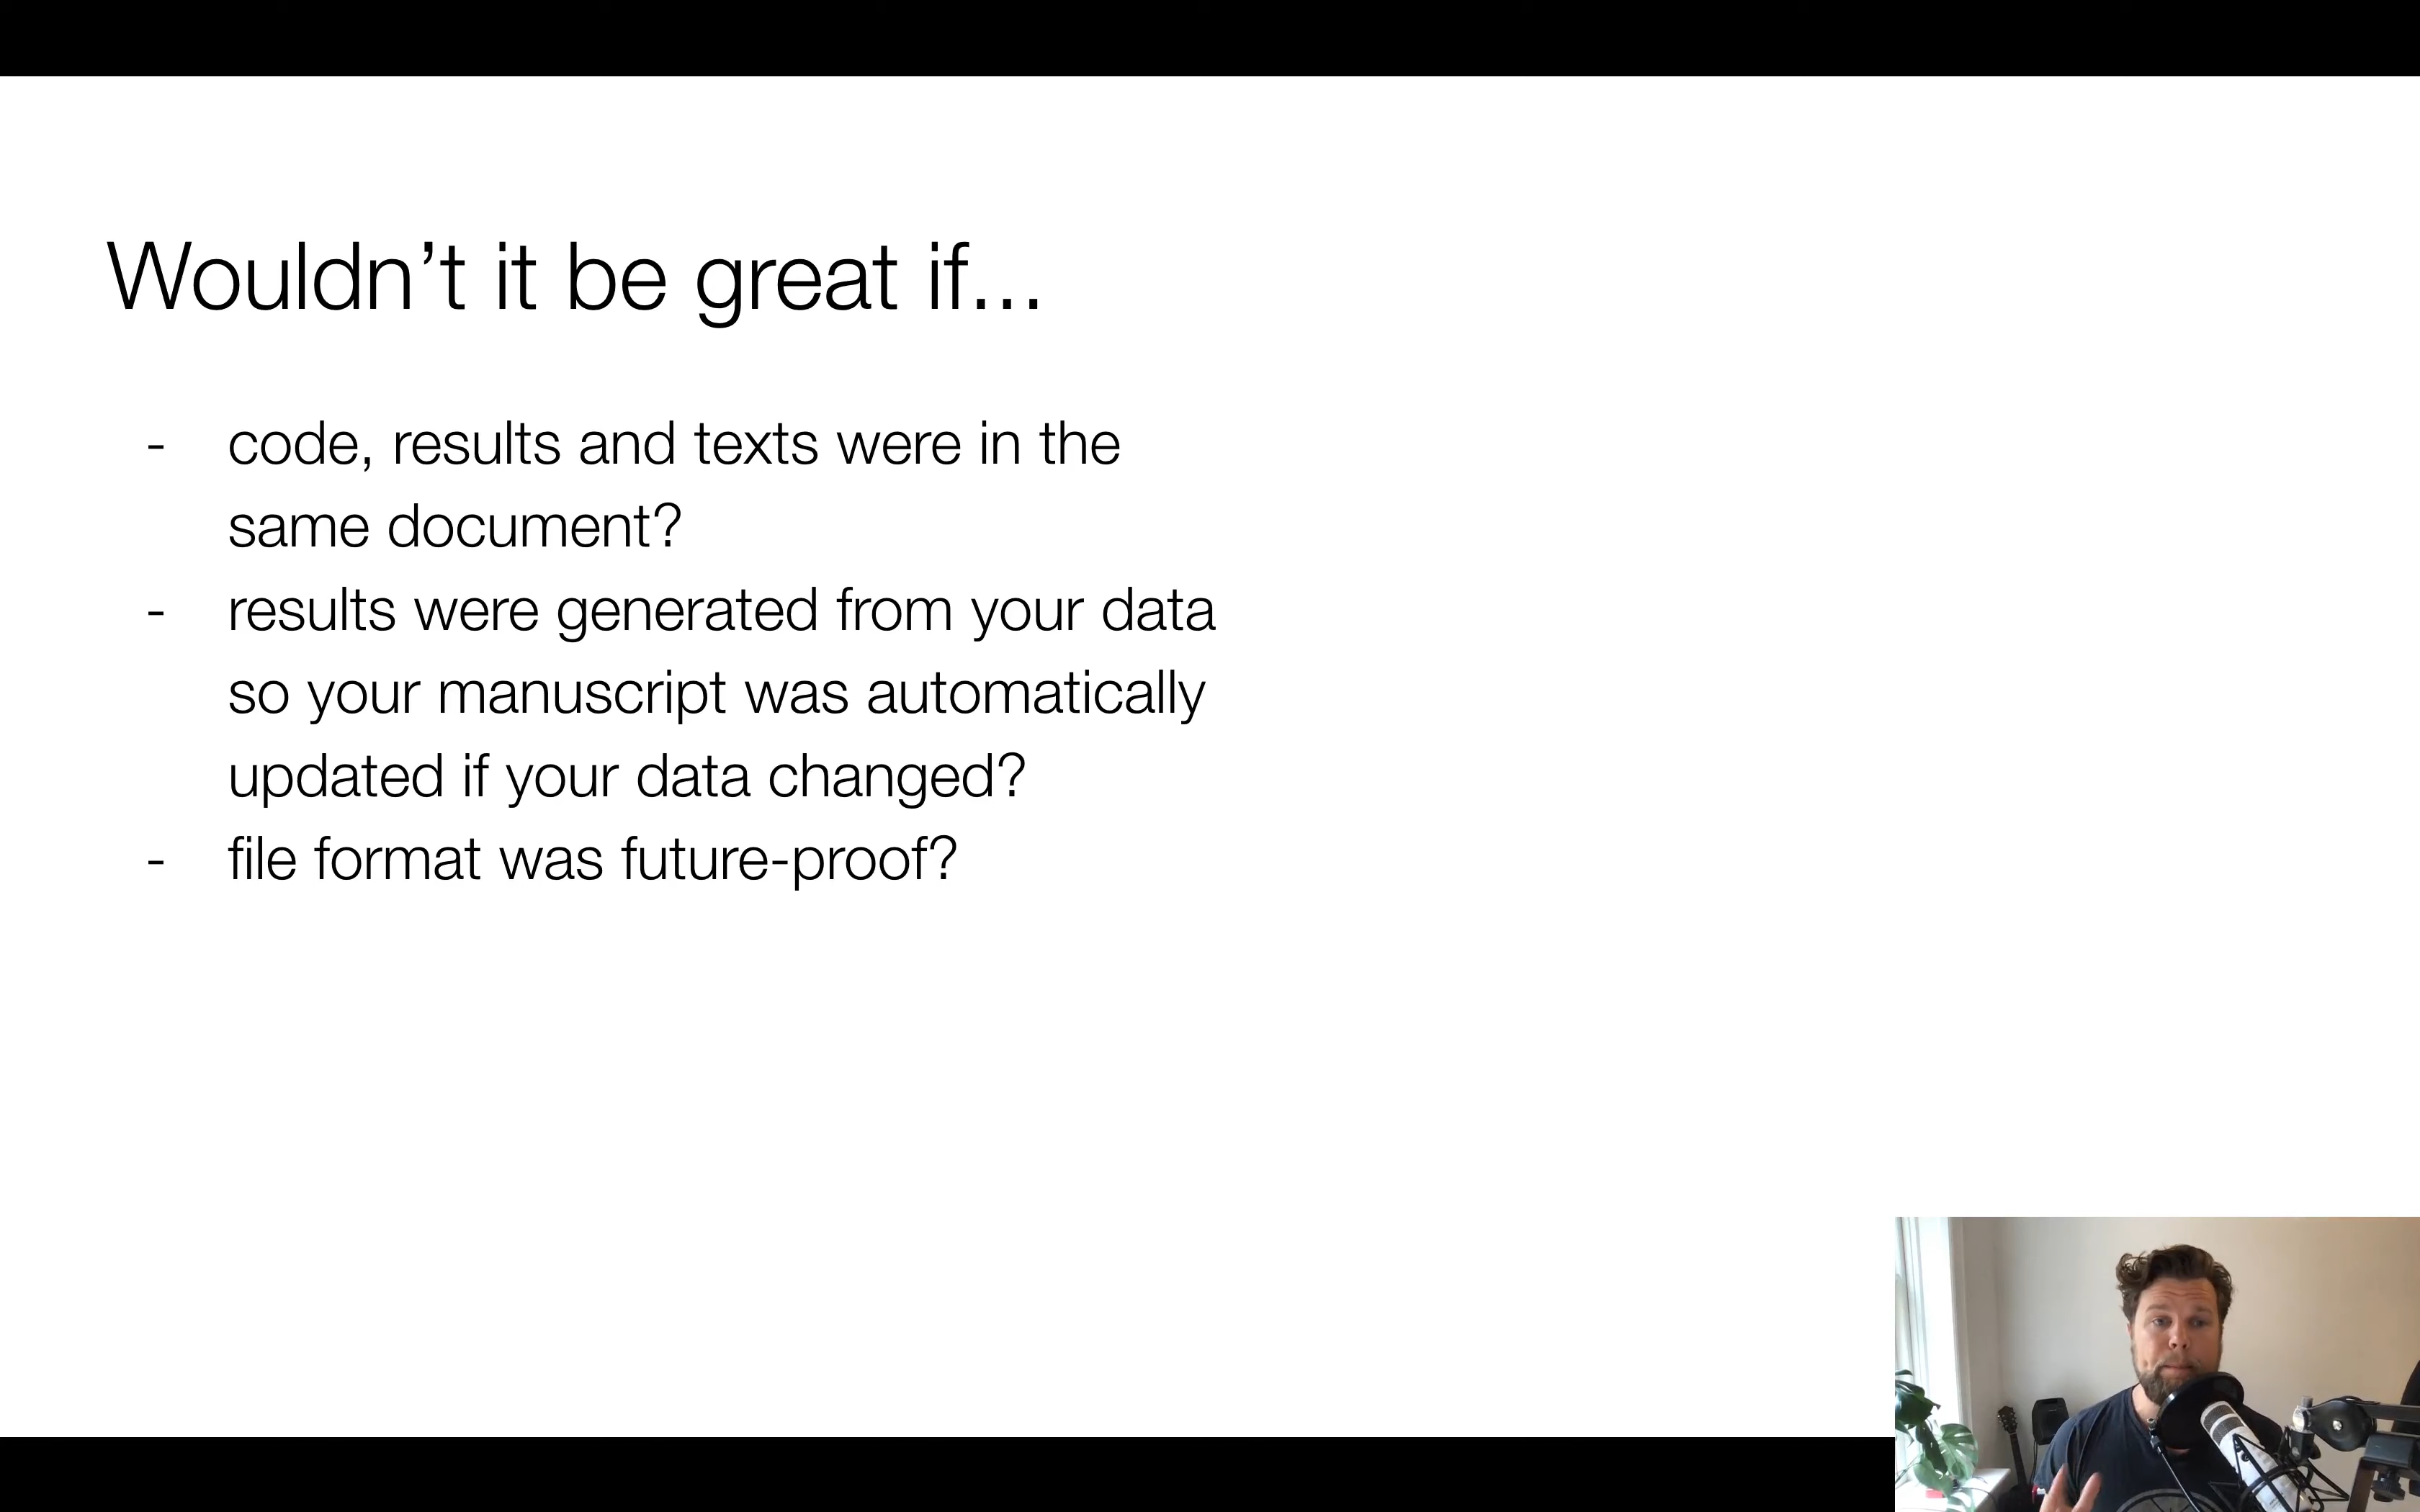 Wouldn’t it be great if...
- code, results and texts were in the
same document?
- results were generated from your data
so your manuscript was automatically
updated if your data changed?
- file format was future-proof?